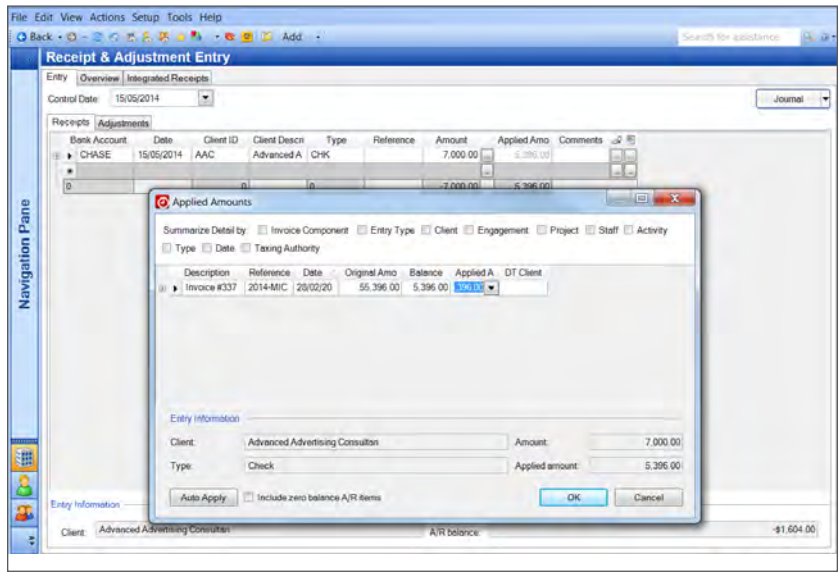 File Edit View Actions Setup Tools Help
Back Add
Search for assistance
Receipt & Adjustment Entry
Entry Overview Integrated Receipts
Control Date: 15/05/2014 Journal
Receipts Adjustments
Bank Account Date Client ID Client Descri Type Reference Amount Applied Amo Comments
CHASE 15/05/2014 AAC Advanced A CHK 7,000.00 5,396.00
0 0 0 -7,000.00 5,396.00
Navigation Pane
Applied Amounts
Summarize Detail by: Invoice Component Entry Type Client Engagement Project Staff Activity
Type Date Taxing Authority
Description Reference Date Original Amo Balance Applied A DT Client
Invoice #337 2014-MIC 28/02/20 55,396.00 5,396.00 396.00
Entry Information
Client: Advanced Advertising Consultan Amount: 7,000.00
Type: Check Applied amount: 5,396.00
Auto Apply Include zero balance A/R items OK Cancel
Entry Information
Client: Advanced Advertising Consultan A/R balance: -$1,604.00